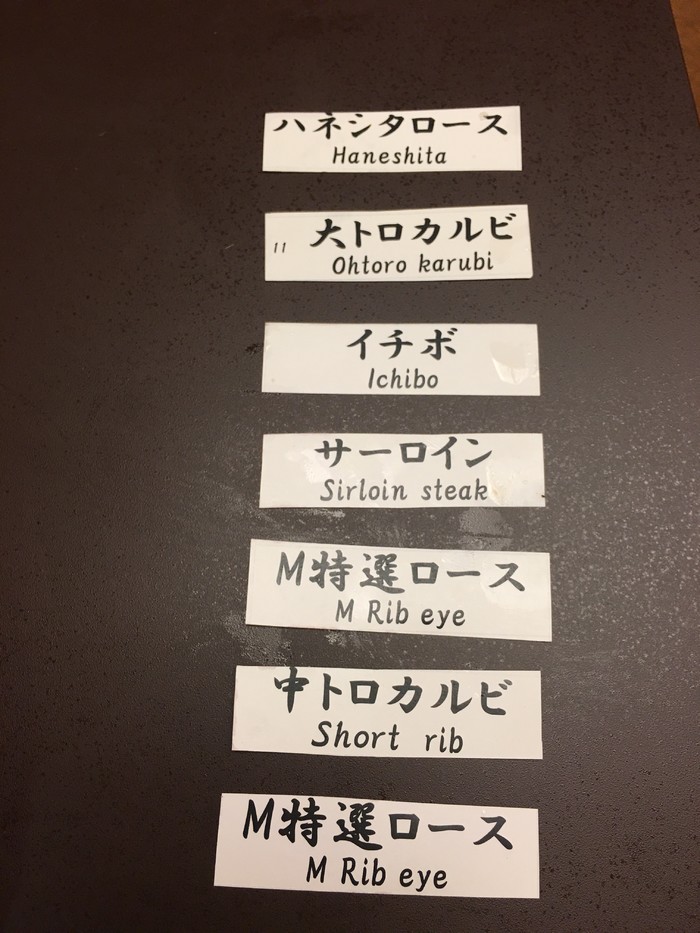 ハネシタロース
Haneshita
大トロカルビ
Ohtoro karubi
イチボ
Ichibo
サーロイン
Sirloin steak
M特選ロース
M Rib eye
中トロカルビ
Short rib
M特選ロース
M Rib eye